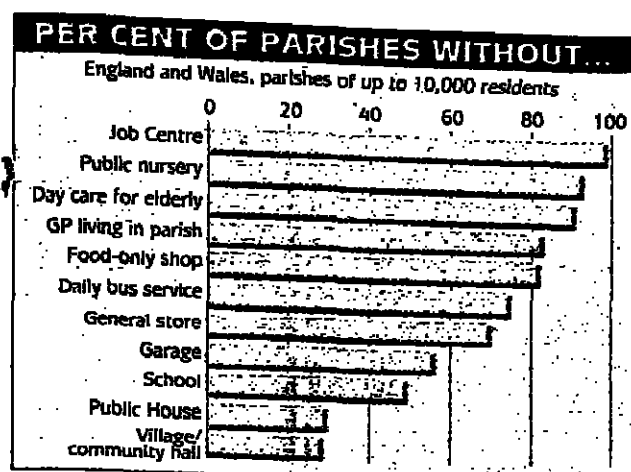 PER CENT OF PARISHES WITHOUT...
England and Wales, parishes of up to 10,000 residents
0 20 40 60 80 100
Job Centre
Public nursery
Day care for elderly
GP living in parish
Food-only shop
Daily bus service
General store
Garage
School
Public House
Village/
community hall